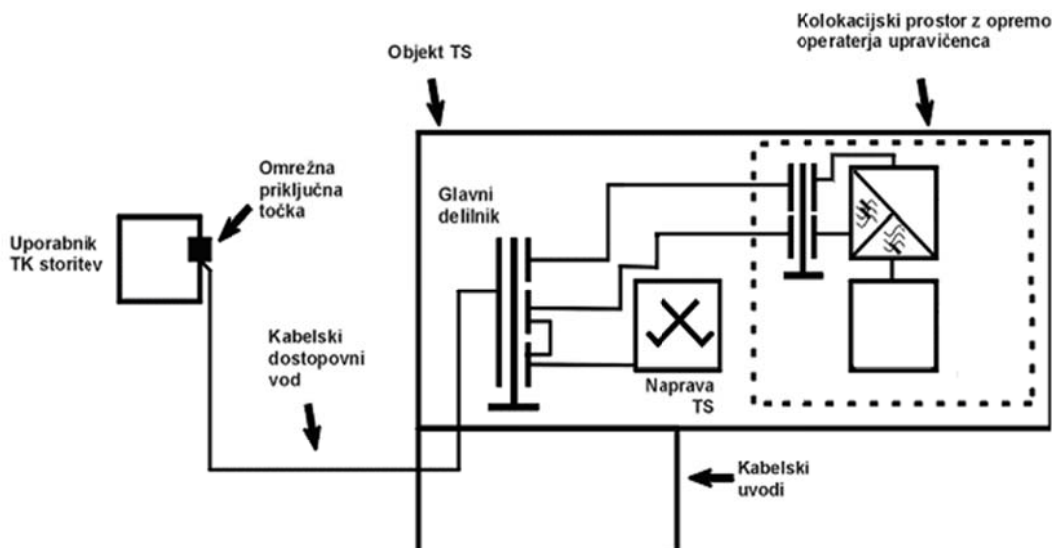 Kolokacijski prostor z opremo
operaterja upravičenca
Objekt TS
Omrežna
priključna
točka
Glavni
delilnik
Uporabnik
TK storitev
Kabelski
dostopovni
vod
Naprava
TS
Kabelski
uvodi